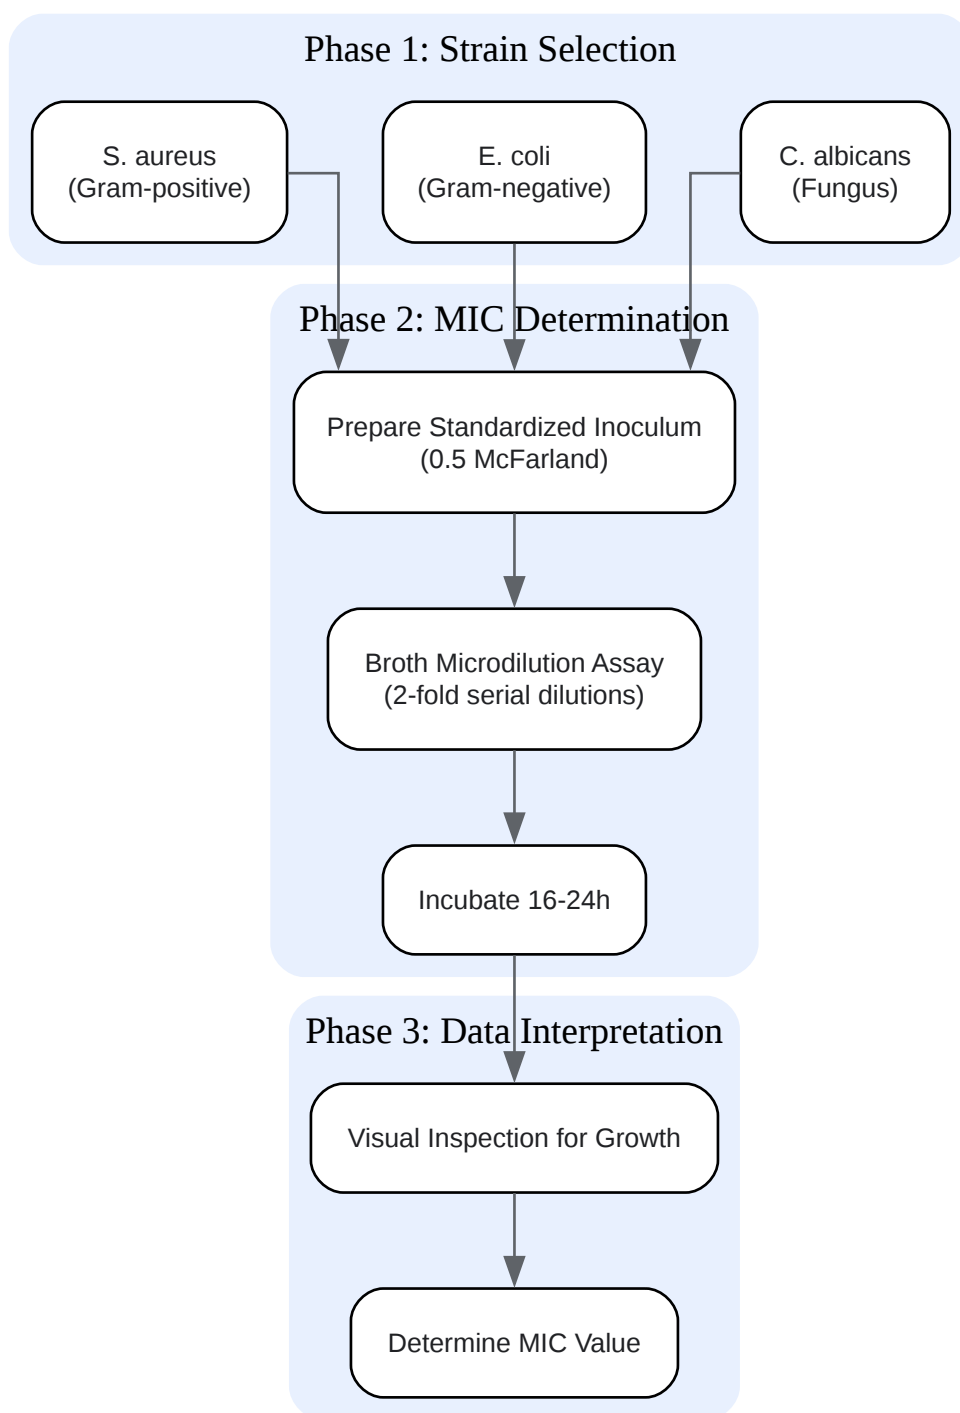 Phase 1: Strain Selection
S. aureus
(Gram-positive)
E. coli
(Gram-negative)
C. albicans
(Fungus)
Phase 2: MIC Determination
Prepare Standardized Inoculum
(0.5 McFarland)
Broth Microdilution Assay
(2-fold serial dilutions)
Incubate 16-24h
Phase 3: Data Interpretation
Visual Inspection for Growth
Determine MIC Value